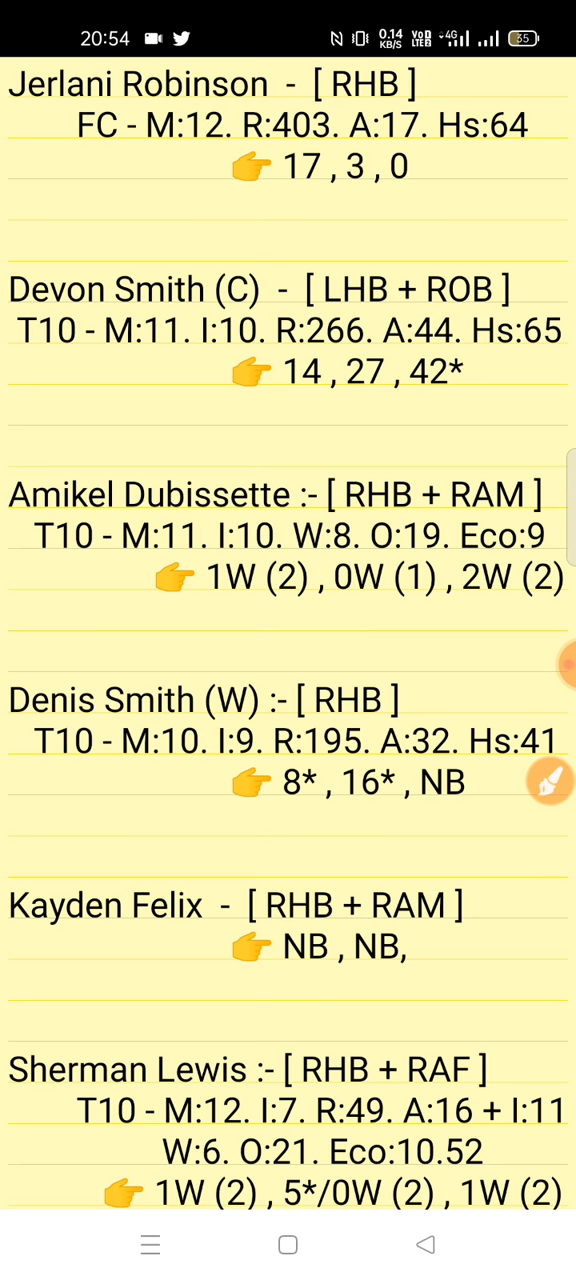 20:54
0.14 KB/S VoD LTE2 4G 35
Jerlani Robinson - [ RHB ]
FC - M:12. R:403. A:17. Hs:64
👉 17 , 3 , 0
Devon Smith (C) - [ LHB + ROB ]
T10 - M:11. I:10. R:266. A:44. Hs:65
👉 14 , 27 , 42*
Amikel Dubissette :- [ RHB + RAM ]
T10 - M:11. I:10. W:8. O:19. Eco:9
👉 1W (2) , 0W (1) , 2W (2)
Denis Smith (W) :- [ RHB ]
T10 - M:10. I:9. R:195. A:32. Hs:41
👉 8* , 16* , NB
Kayden Felix - [ RHB + RAM ]
👉 NB , NB,
Sherman Lewis :- [ RHB + RAF ]
T10 - M:12. I:7. R:49. A:16 + I:11
W:6. O:21. Eco:10.52
👉 1W (2) , 5*/0W (2) , 1W (2)